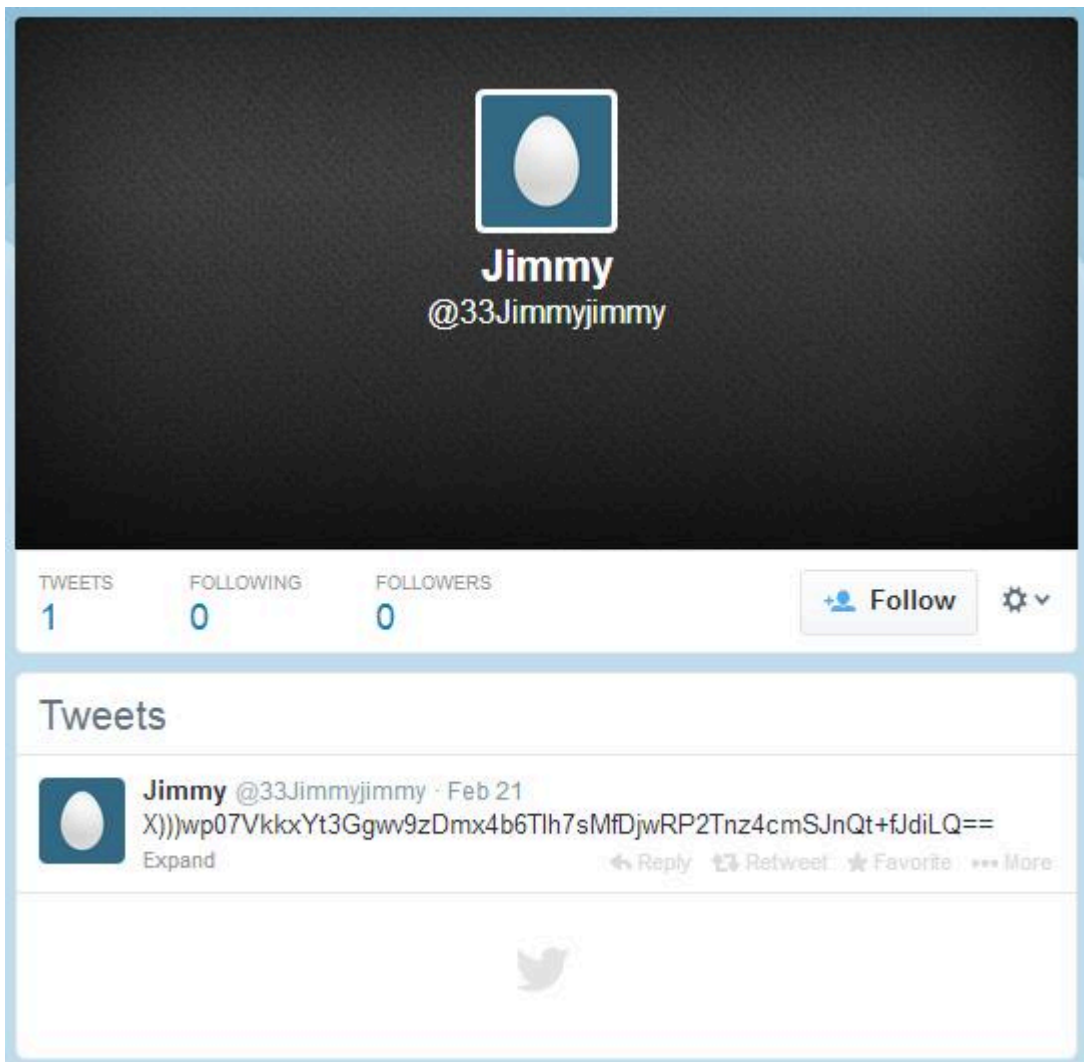 Jimmy
@33Jimmyjimmy
TWEETS FOLLOWING FOLLOWERS
1 0 0
Follow
Tweets
Jimmy @33Jimmyjimmy · Feb 21
X)))wp07VkkxYt3Ggwv9zDmx4b6Tlh7sMfDjwRP2Tnz4cmSJnQt+fJdiLQ==
Expand Reply Retweet Favorite More